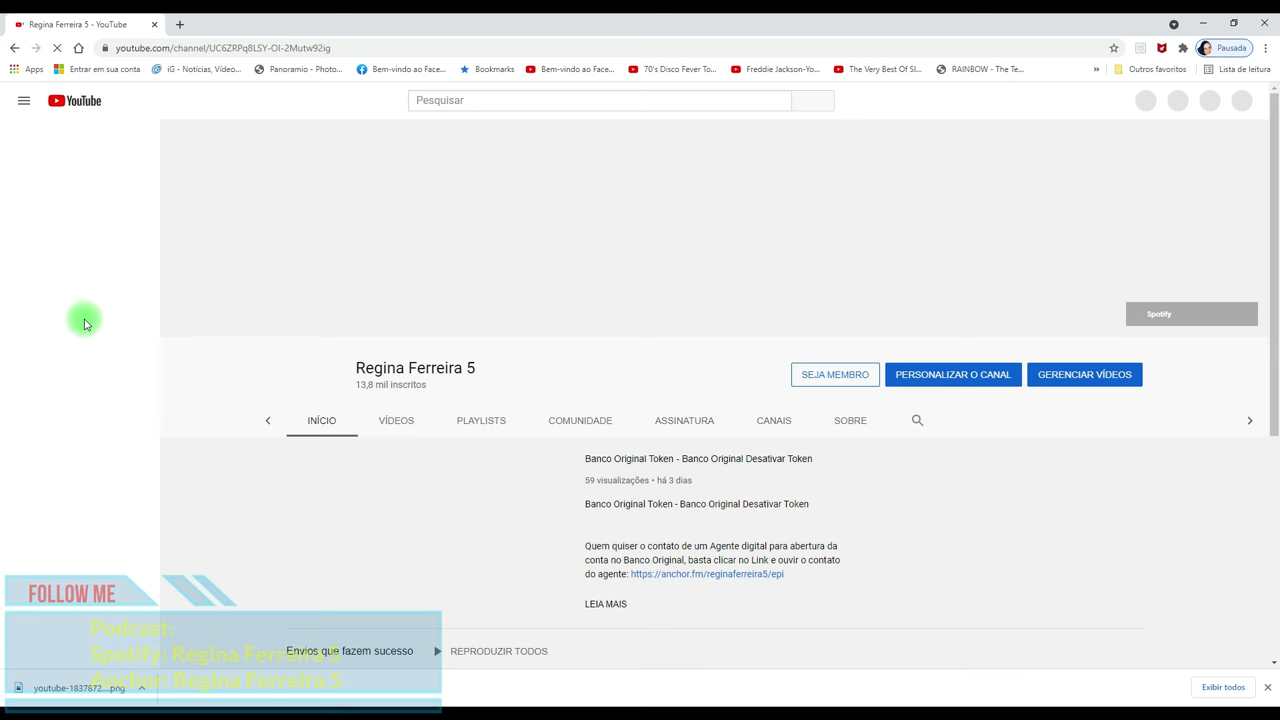 Regina Ferreira 5 - YouTube
youtube.com/channel/UC6ZRPq8LSY-OI-2Mutw92ig
Pausada
Apps
Entrar em sua conta
iG - Notícias, Vídeo...
Panoramio - Photo...
Bem-vindo ao Face...
Bookmarks
Bem-vindo ao Face...
70's Disco Fever To...
Freddie Jackson-Yo...
The Very Best Of Sl...
RAINBOW - The Te...
»
Outros favoritos
Lista de leitura
YouTube
Pesquisar
Spotify
Regina Ferreira 5
13,8 mil inscritos
SEJA MEMBRO
PERSONALIZAR O CANAL
GERENCIAR VÍDEOS
INÍCIO
VÍDEOS
PLAYLISTS
COMUNIDADE
ASSINATURA
CANAIS
SOBRE
Banco Original Token - Banco Original Desativar Token
59 visualizações • há 3 dias
Banco Original Token - Banco Original Desativar Token
Quem quiser o contato de um Agente digital para abertura da
conta no Banco Original, basta clicar no Link e ouvir o contato
do agente: https://anchor.fm/reginaferreira5/epi
LEIA MAIS
Envios que fazem sucesso
REPRODUZIR TODOS
FOLLOW ME
Podcast:
Spotify: Regina Ferreira 5
Anchor: Regina Ferreira 5
youtube-1837872....png
Exibir todos